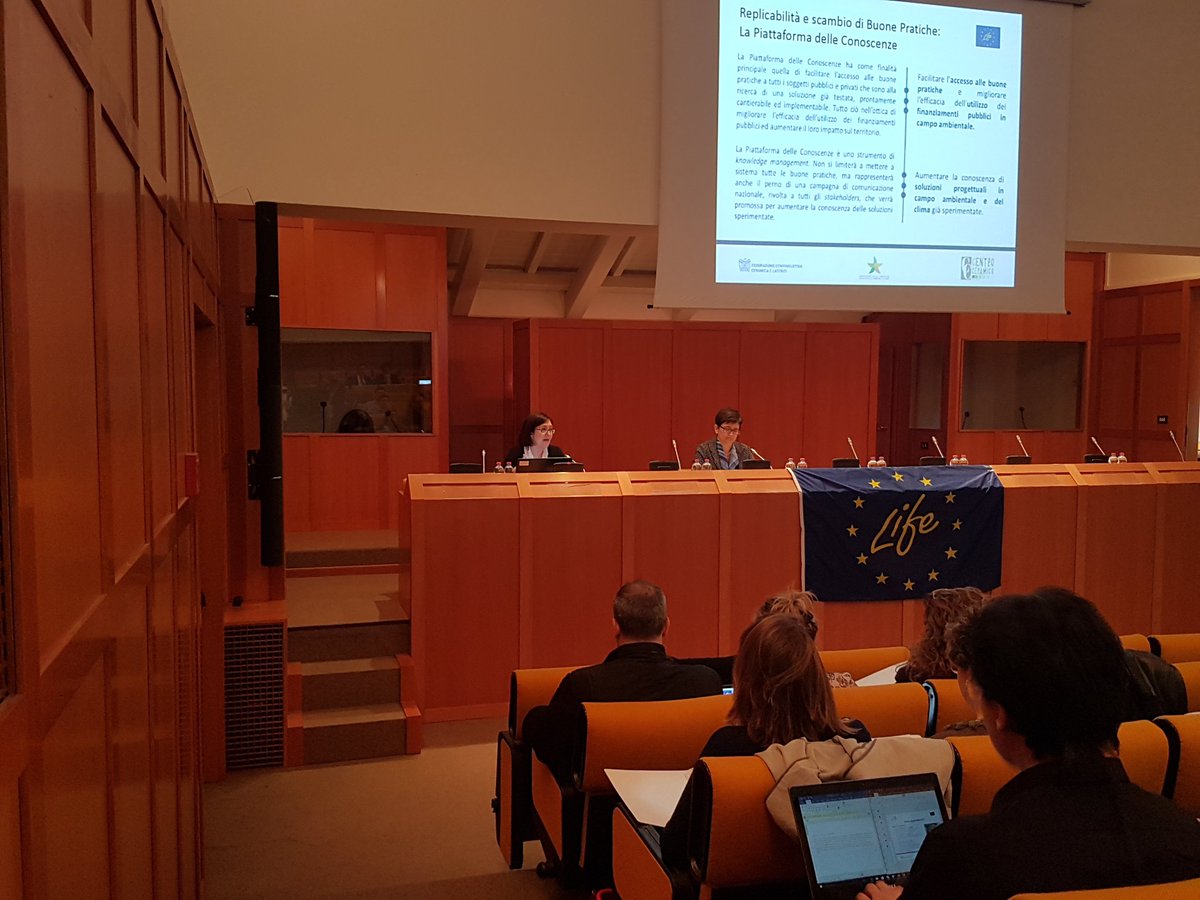 Replicabilità e scambio di Buone Pratiche:
La Piattaforma delle Conoscenze
La Piattaforma delle Conoscenze ha come finalità
principale quella di facilitare l'accesso alle buone
pratiche a tutti i soggetti pubblici e privati che sono alla
ricerca di una soluzione già testata, prontamente
cantierabile ed implementabile. Tutto ciò nell'ottica di
migliorare l'efficacia dell'utilizzo dei finanziamenti
pubblici ed aumentare il loro impatto sul territorio.
La Piattaforma delle Conoscenze è uno strumento di
knowledge management. Non si limiterà a mettere a
sistema tutte le buone pratiche, ma rappresenterà
anche il perno di una campagna di comunicazione
nazionale, rivolta a tutti gli stakeholders, che verrà
promossa per aumentare la conoscenza delle soluzioni
sperimentate.
Facilitare l'accesso alle buone
pratiche e migliorare
l'efficacia dell'utilizzo dei
finanziamenti pubblici in
campo ambientale.
Aumentare la conoscenza di
soluzioni progettuali in
campo ambientale e del
clima già sperimentate.
CENTRO
CERAMICO
Life